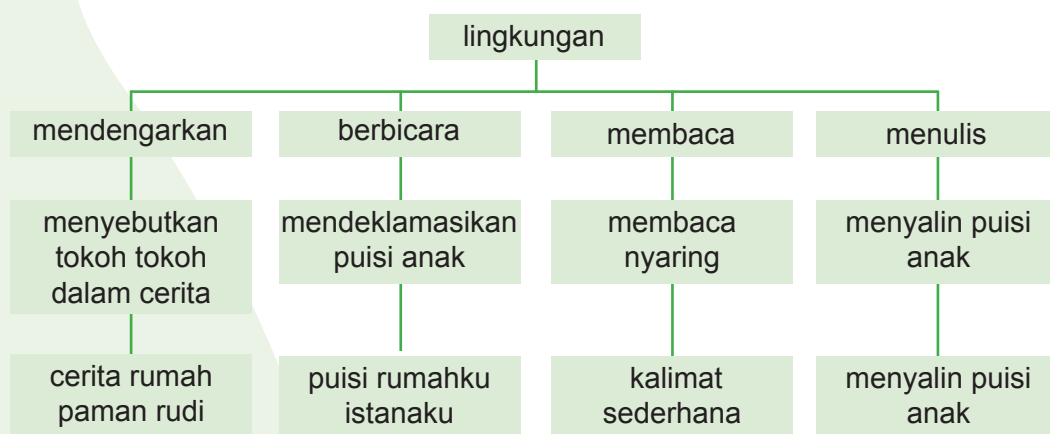 lingkungan
mendengarkan
berbicara
membaca
menulis
menyebutkan
tokoh tokoh
dalam cerita
mendeklamasikan
puisi anak
membaca
nyaring
menyalin puisi
anak
cerita rumah
paman rudi
puisi rumahku
istanaku
kalimat
sederhana
menyalin puisi
anak